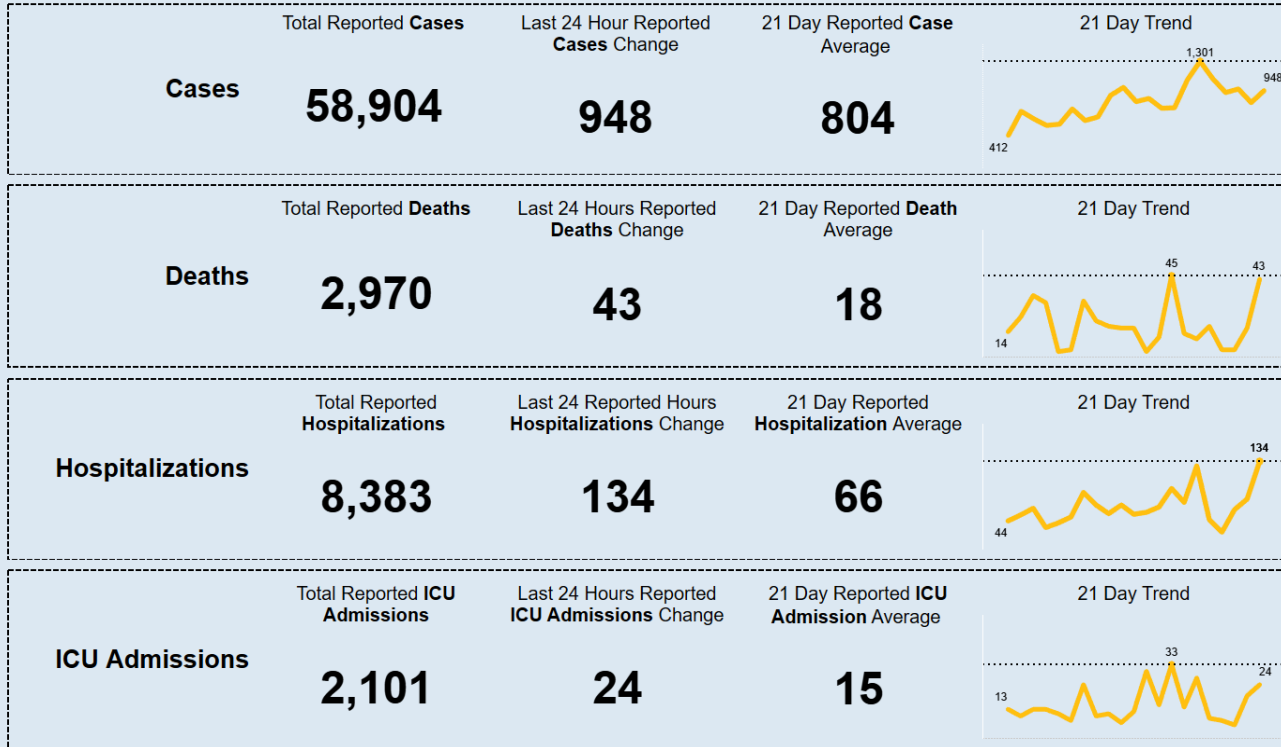 Total Reported Cases
Last 24 Hour Reported
Cases Change
21 Day Reported Case
Average
21 Day Trend
Cases
58,904
948
804
1,301
948
412
Total Reported Deaths
Last 24 Hours Reported
Deaths Change
21 Day Reported Death
Average
21 Day Trend
Deaths
2,970
43
18
45
43
14
Total Reported
Hospitalizations
Last 24 Reported Hours
Hospitalizations Change
21 Day Reported
Hospitalization Average
21 Day Trend
Hospitalizations
8,383
134
66
134
44
Total Reported ICU
Admissions
Last 24 Hours Reported
ICU Admissions Change
21 Day Reported ICU
Admission Average
21 Day Trend
ICU Admissions
2,101
24
15
33
24
13